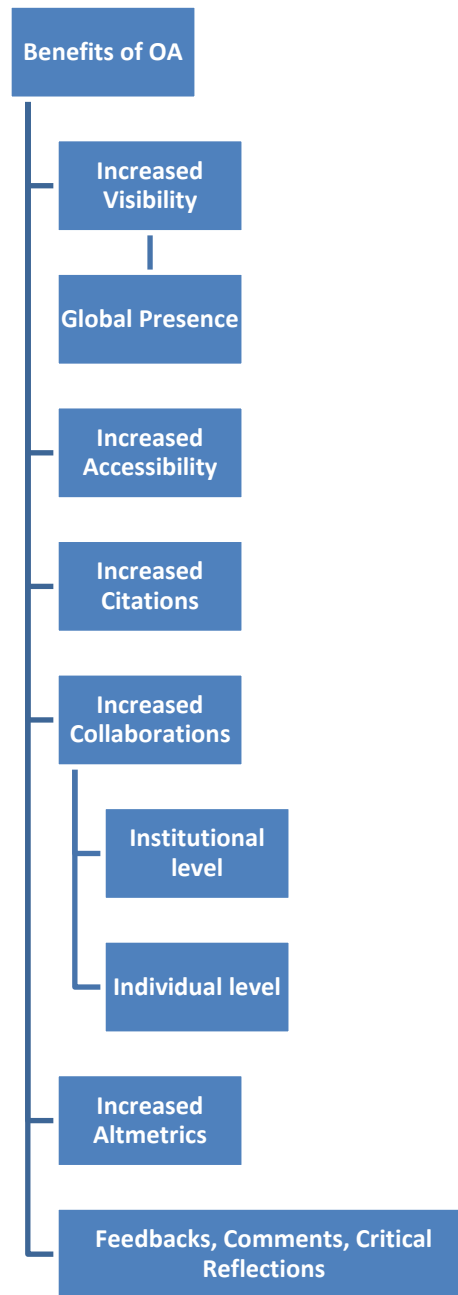 Benefits of OA
Increased
Visibility
Global Presence
Increased
Accessibility
Increased
Citations
Increased
Collaborations
Institutional
level
Individual level
Increased
Altmetrics
Feedbacks, Comments, Critical
Reflections